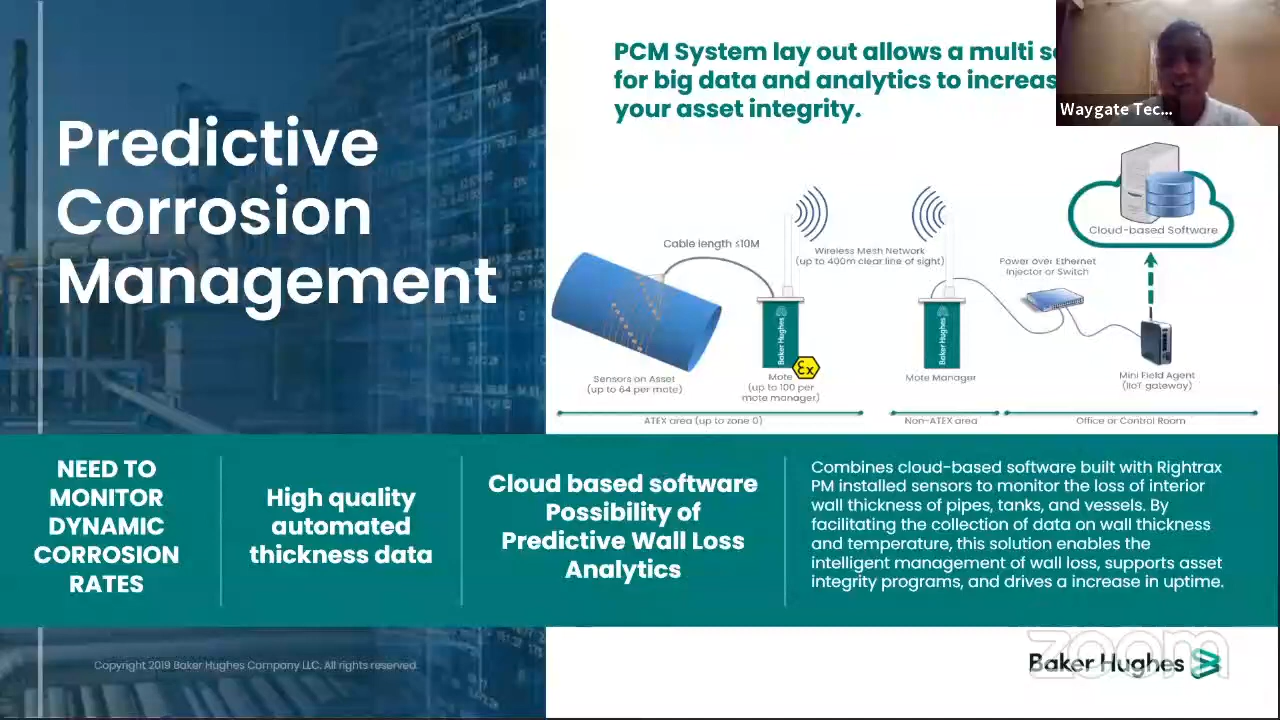 Predictive
Corrosion
Management
PCM System lay out allows a multi
for big data and analytics to increas
your asset integrity.
Waygate Tec...
Cloud-based Software
Cable length ≤10M
Wireless Mesh Network
(up to 400m clear line of sight)
Power over Ethernet
Injector or Switch
Baker Hughes
Baker Hughes
Ex
Sensors on Asset
(up to 64 per mote)
Mote
(up to 100 per
mote manager)
Mote Manager
Mini Field Agent
(IIoT gateway)
ATEX area (up to zone 0)
Non-ATEX area
Office or Control Room
NEED TO
MONITOR
DYNAMIC
CORROSION
RATES
High quality
automated
thickness data
Cloud based software
Possibility of
Predictive Wall Loss
Analytics
Combines cloud-based software built with Rightrax
PM installed sensors to monitor the loss of interior
wall thickness of pipes, tanks, and vessels. By
facilitating the collection of data on wall thickness
and temperature, this solution enables the
intelligent management of wall loss, supports asset
integrity programs, and drives a increase in uptime.
Copyright 2019 Baker Hughes Company LLC. All rights reserved.
zoom
Baker Hughes